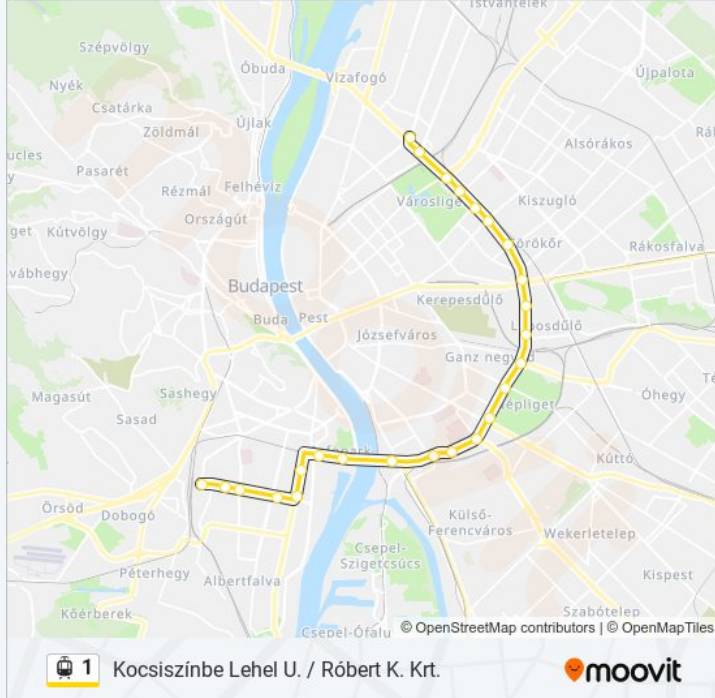 Istvántelek
Szépvölgy
Óbuda
Vizafogó
Újpalota
Nyék
Csatárka
Zöldmál
Újlak
Alsórákos
Pasarét
Rézmál
Felhévíz
Városliget
Kiszugló
Országút
Kútvölgy
Törökőr
Rákosfalva
Budapest
Kerepesdűlő
Buda
Pest
Józsefváros
Laposdűlő
Ganz negyed
Magasút
Sashegy
Népliget
Óhegy
Sasad
Kúttó
Örsöd
Dobogó
Külső-
Ferencváros
Wekerletelep
Csepel-
Szigetcsúcs
Péterhegy
Albertfalva
Kispest
Kőérberek
Szabótelep
Csepel-Ófalu
© OpenStreetMap contributors | © OpenMapTiles
1 Kocsiszínbe Lehel U. / Róbert K. Krt.
moovit